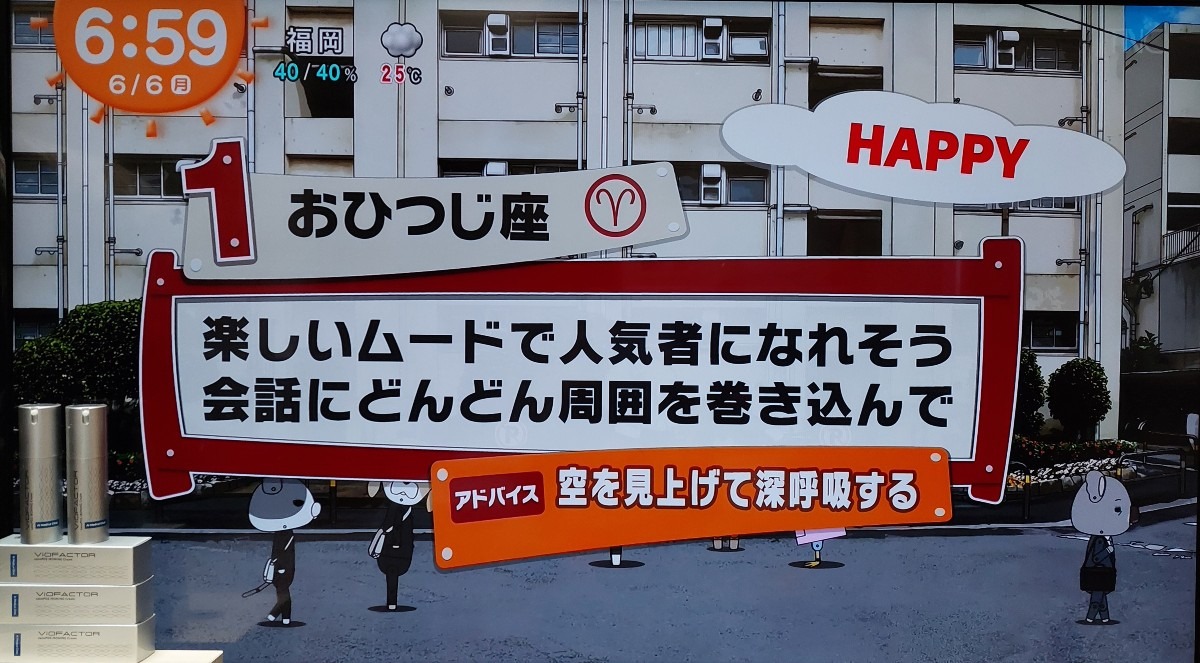 6:59
6/6月
福岡
40/40%
25℃
HAPPY
1 おひつじ座
楽しいムードで人気者になれそう
会話にどんどん周囲を巻き込んで
アドバイス 空を見上げて深呼吸する
VIOFACTOR
VIOFACTOR
VIOFACTOR